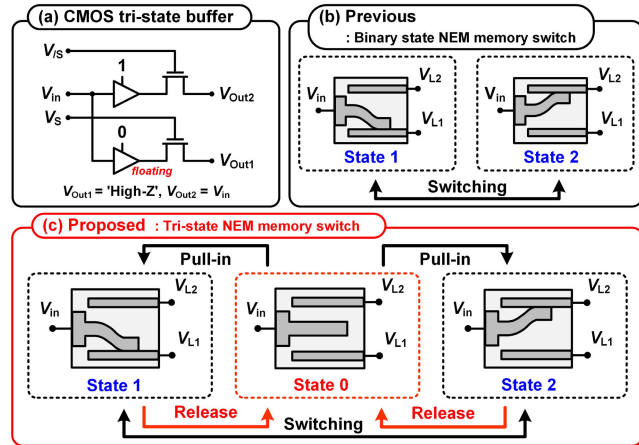 (a) CMOS tri-state buffer
V/S
1
Vin
VOut2
VS
0
VOut1
floating
VOut1 = 'High-Z', VOut2 = Vin
(b) Previous
: Binary state NEM memory switch
VL2
Vin
VL1
State 1
VL2
Vin
VL1
State 2
Switching
(c) Proposed : Tri-state NEM memory switch
Pull-in
Pull-in
VL2
Vin
VL1
State 1
VL2
Vin
VL1
State 0
VL2
Vin
VL1
State 2
Release
Release
Switching